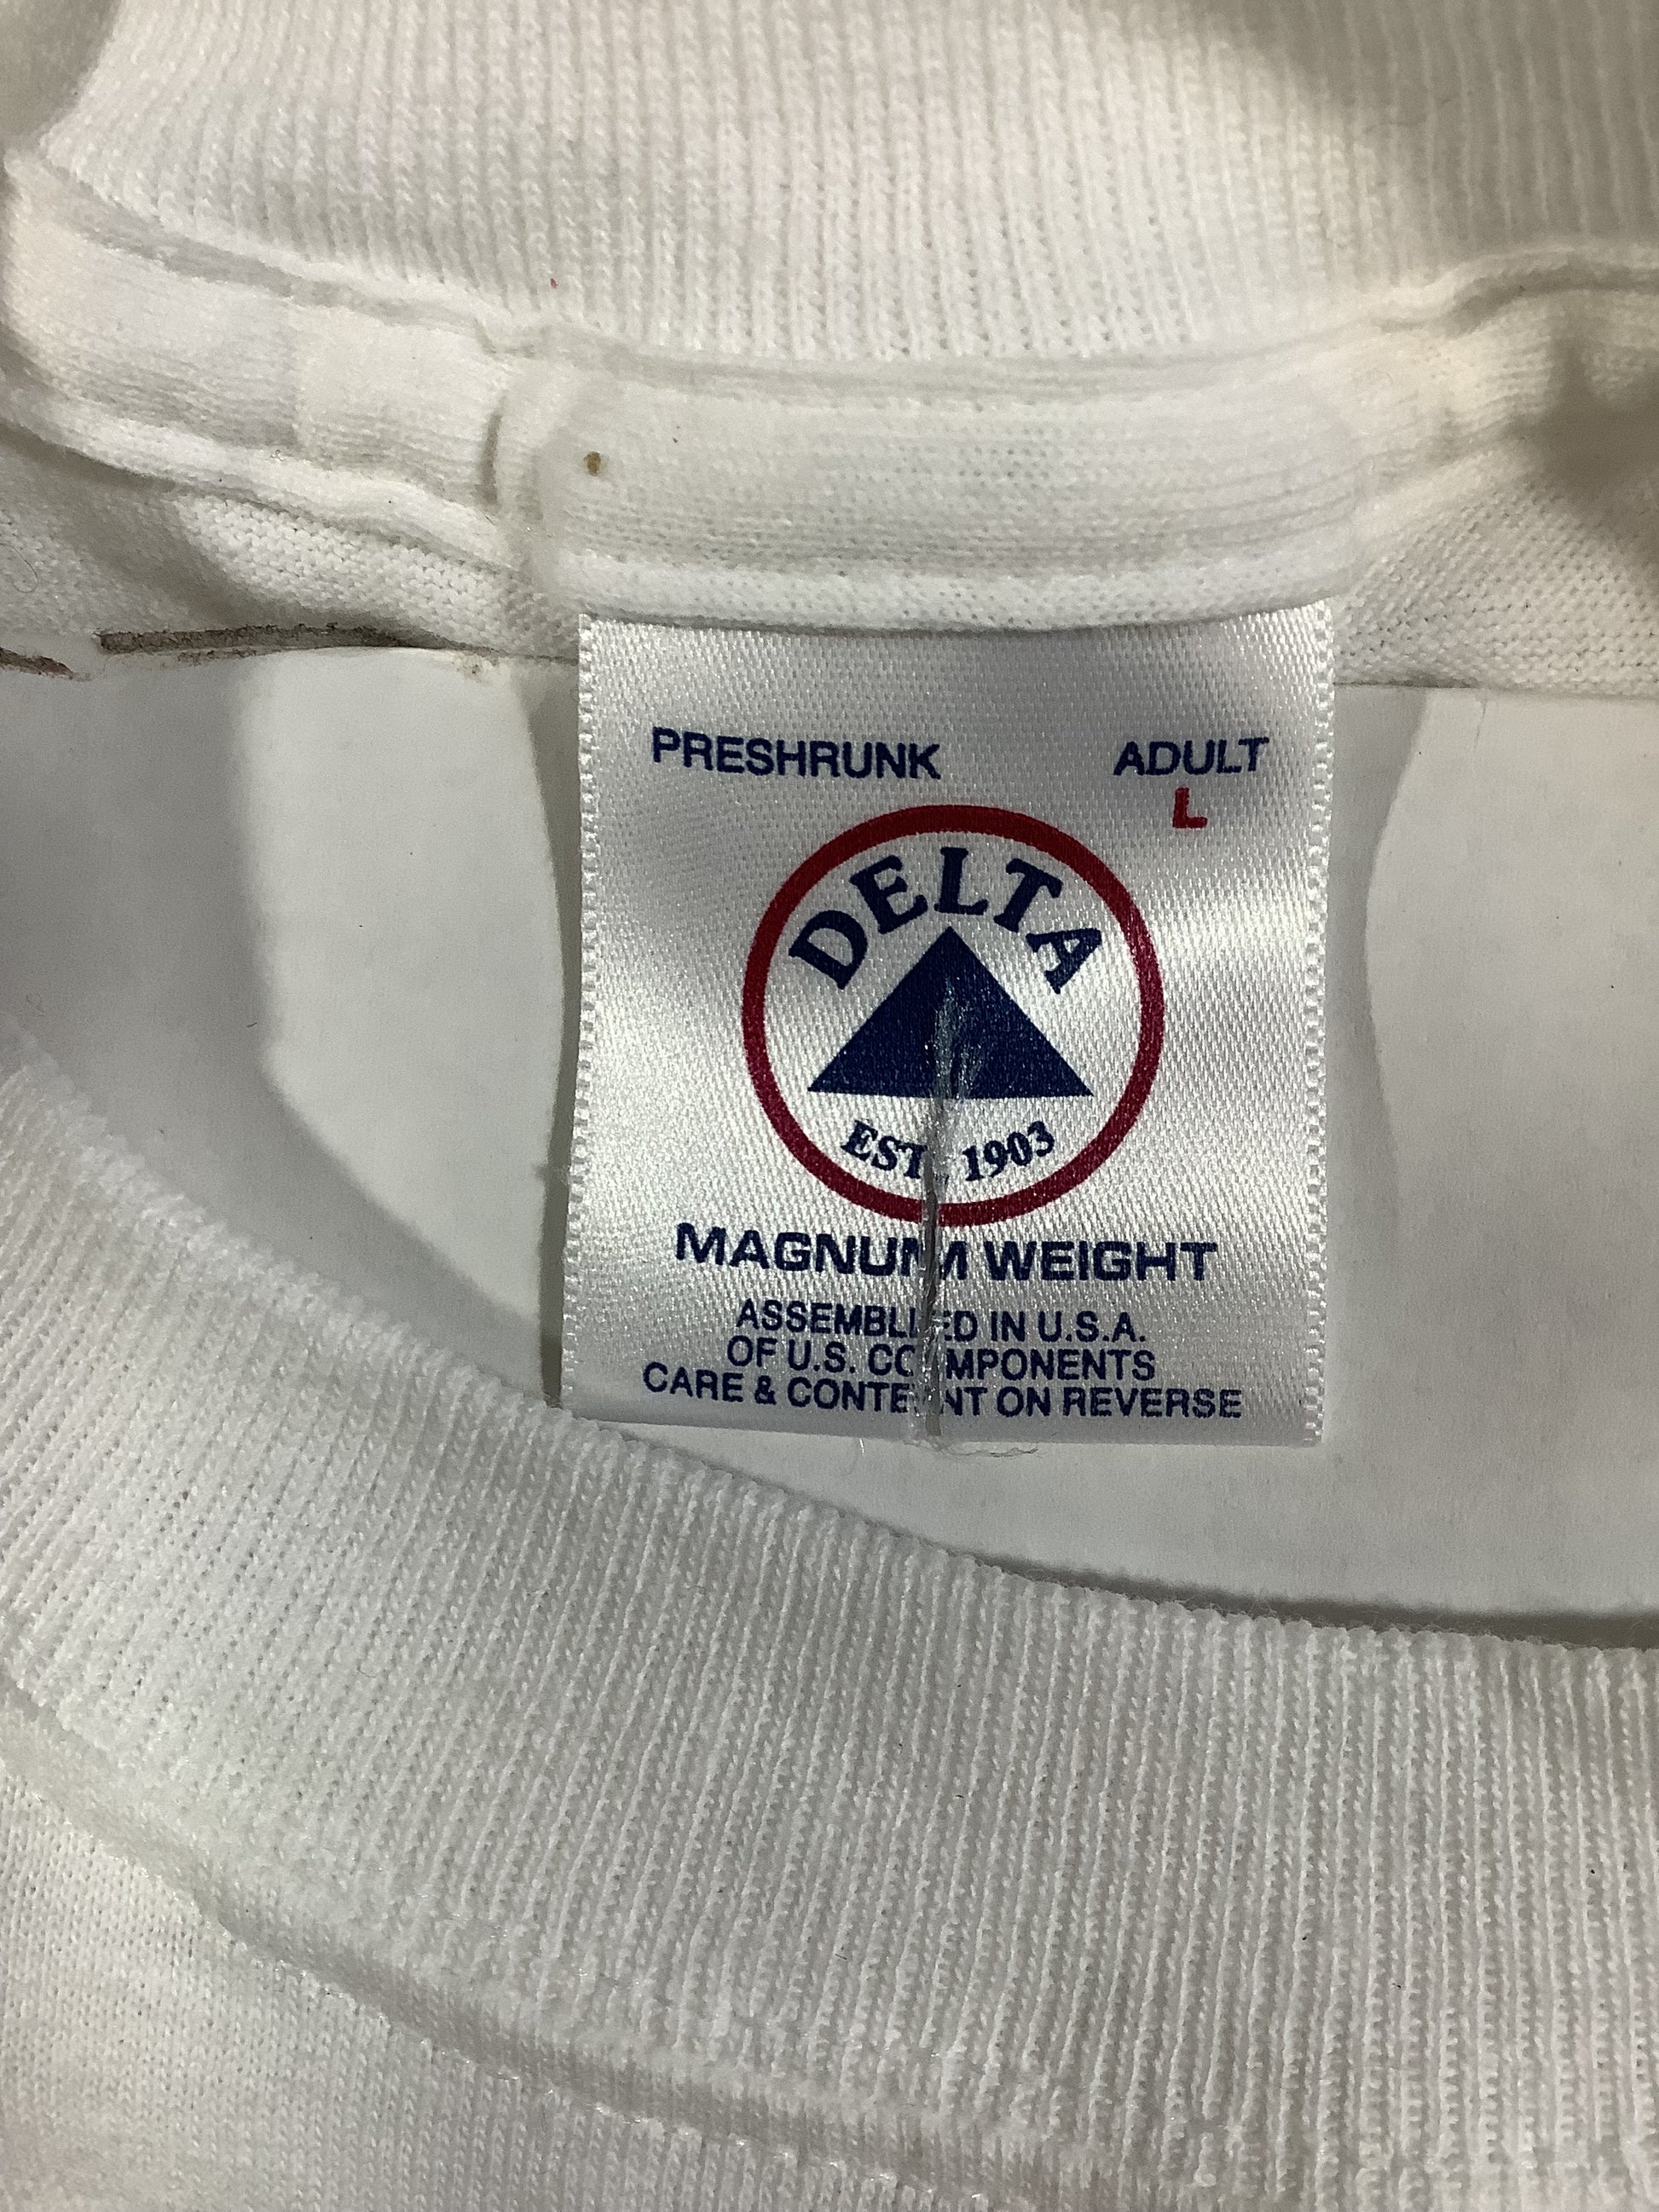 PRESHRUNK ADULT
L
DELTA
EST. 1903
MAGNUM WEIGHT
ASSEMBLED IN U.S.A.
OF U.S. COMPONENTS
CARE & CONTENT ON REVERSE